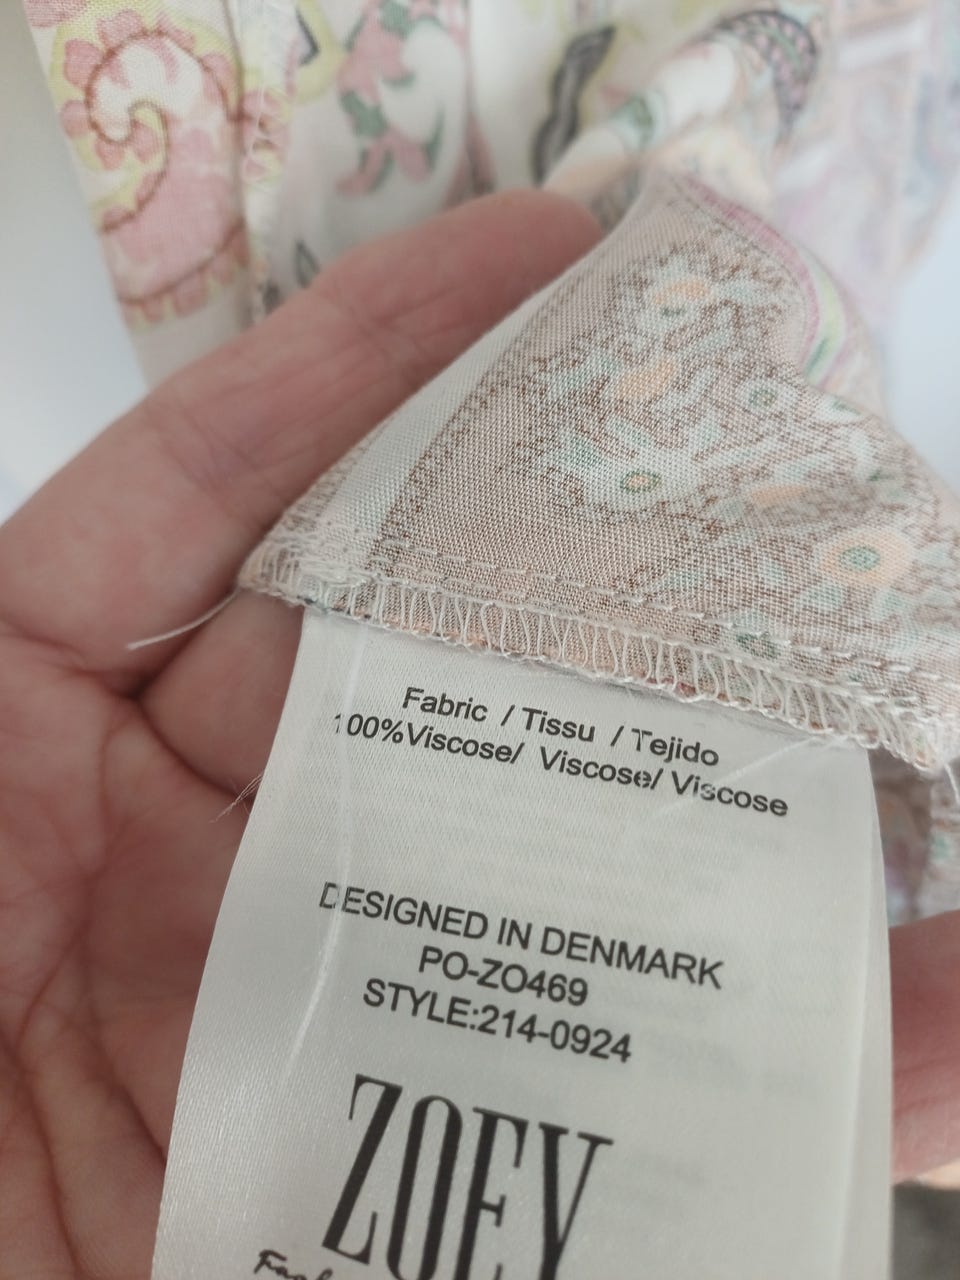 Fabric / Tissu / Tejido
100%Viscose/ Viscose/ Viscose
DESIGNED IN DENMARK
PO-ZO469
STYLE:214-0924
ZOEY